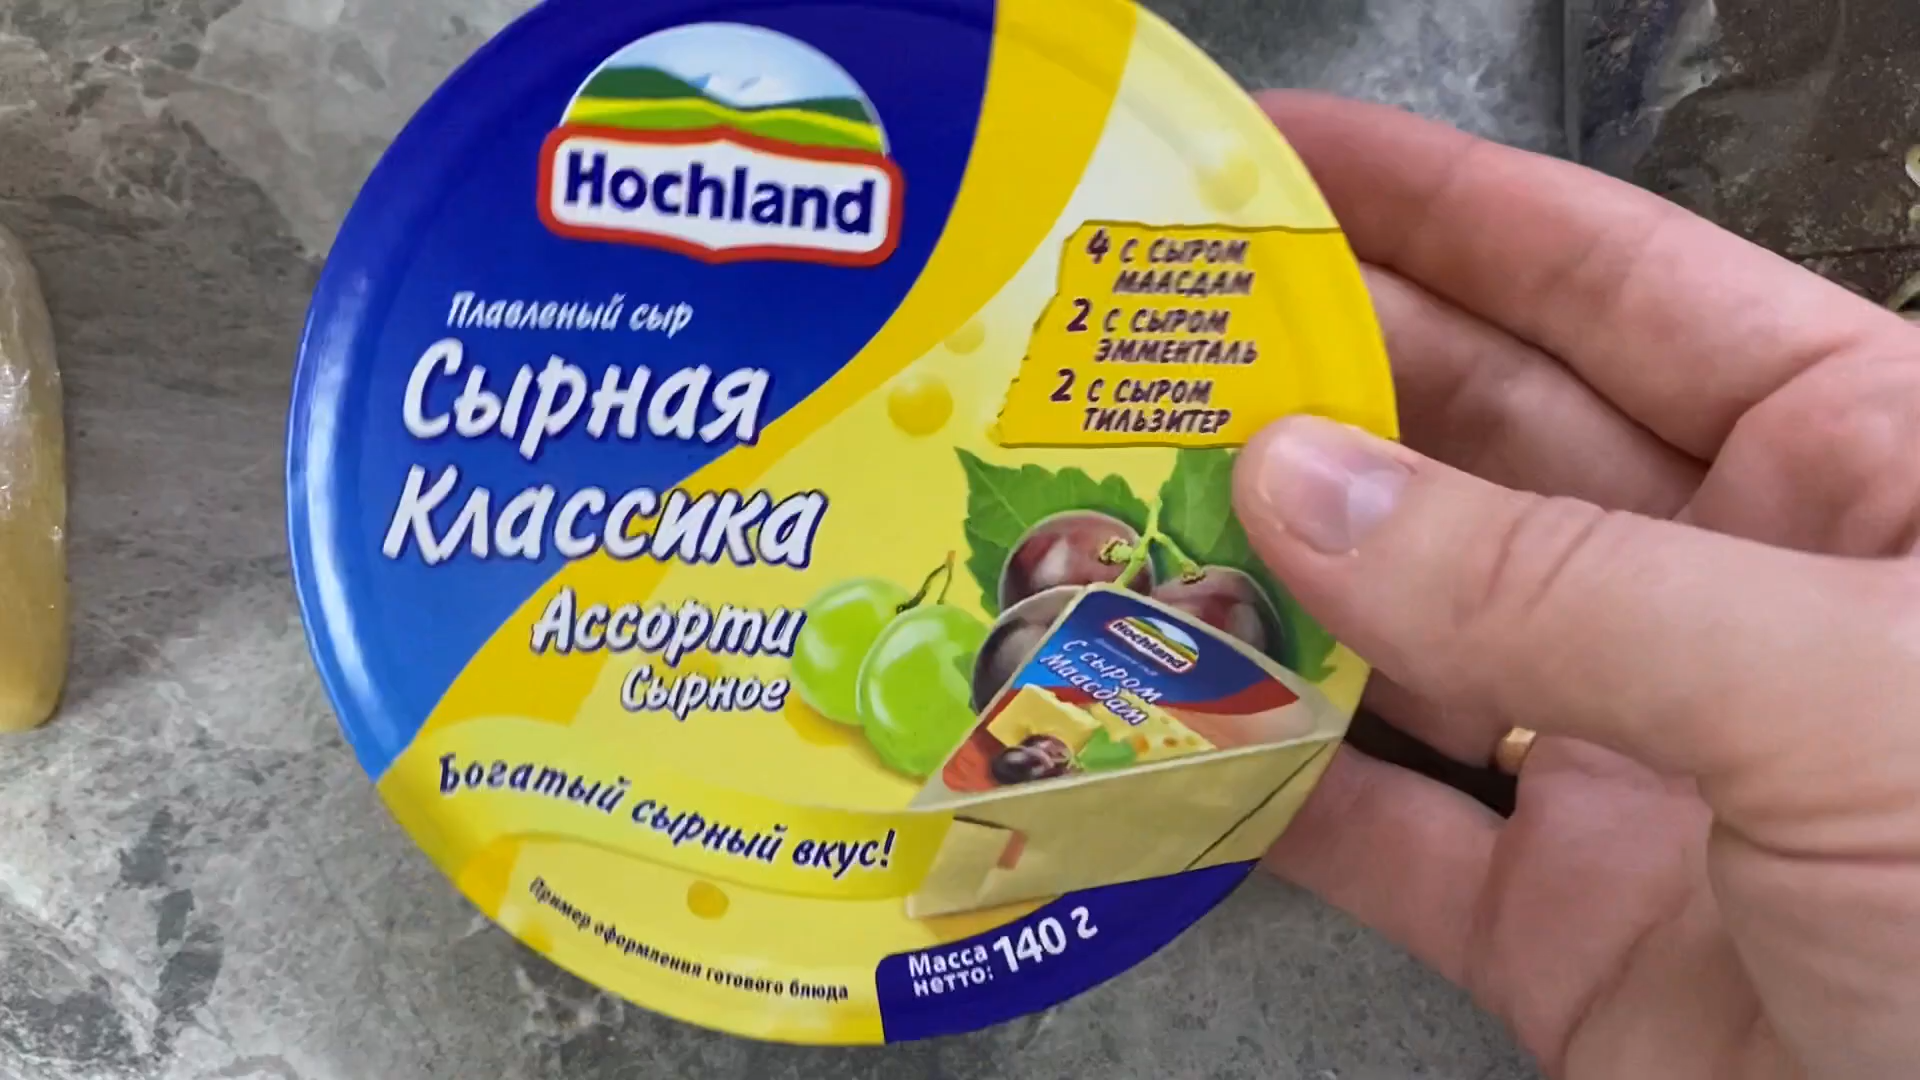 Hochland
Плавленый сыр
Сырная
Классика
Ассорти
Сырное
Богатый сырный вкус!
Пример оформления готового блюда
4 С СЫРОМ
МААСДАМ
2 С СЫРОМ
ЭММЕНТАЛЬ
2 С СЫРОМ
ТИЛЬЗИТЕР
Hochland
С сыром
Маасдам
Масса
нетто: 140 г